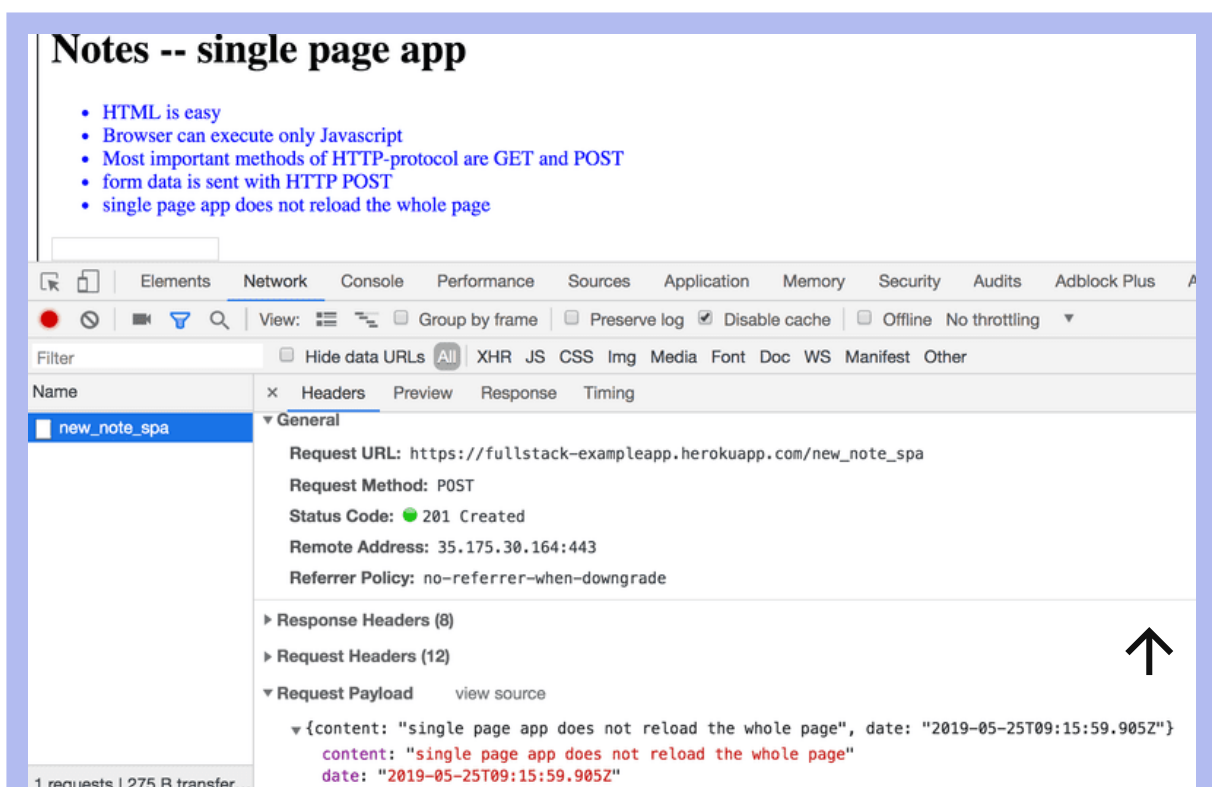 Notes -- single page app
HTML is easy
Browser can execute only Javascript
Most important methods of HTTP-protocol are GET and POST
form data is sent with HTTP POST
single page app does not reload the whole page
Elements Network Console Performance Sources Application Memory Security Audits Adblock Plus
View: Group by frame Preserve log Disable cache Offline No throttling
Filter Hide data URLs All XHR JS CSS Img Media Font Doc WS Manifest Other
Name × Headers Preview Response Timing
new_note_spa
General
Request URL: https://fullstack-exampleapp.herokuapp.com/new_note_spa
Request Method: POST
Status Code: 201 Created
Remote Address: 35.175.30.164:443
Referrer Policy: no-referrer-when-downgrade
Response Headers (8)
Request Headers (12)
Request Payload view source
{content: "single page app does not reload the whole page", date: "2019-05-25T09:15:59.905Z"}
content: "single page app does not reload the whole page"
date: "2019-05-25T09:15:59.905Z"
1 requests | 275 B transfer